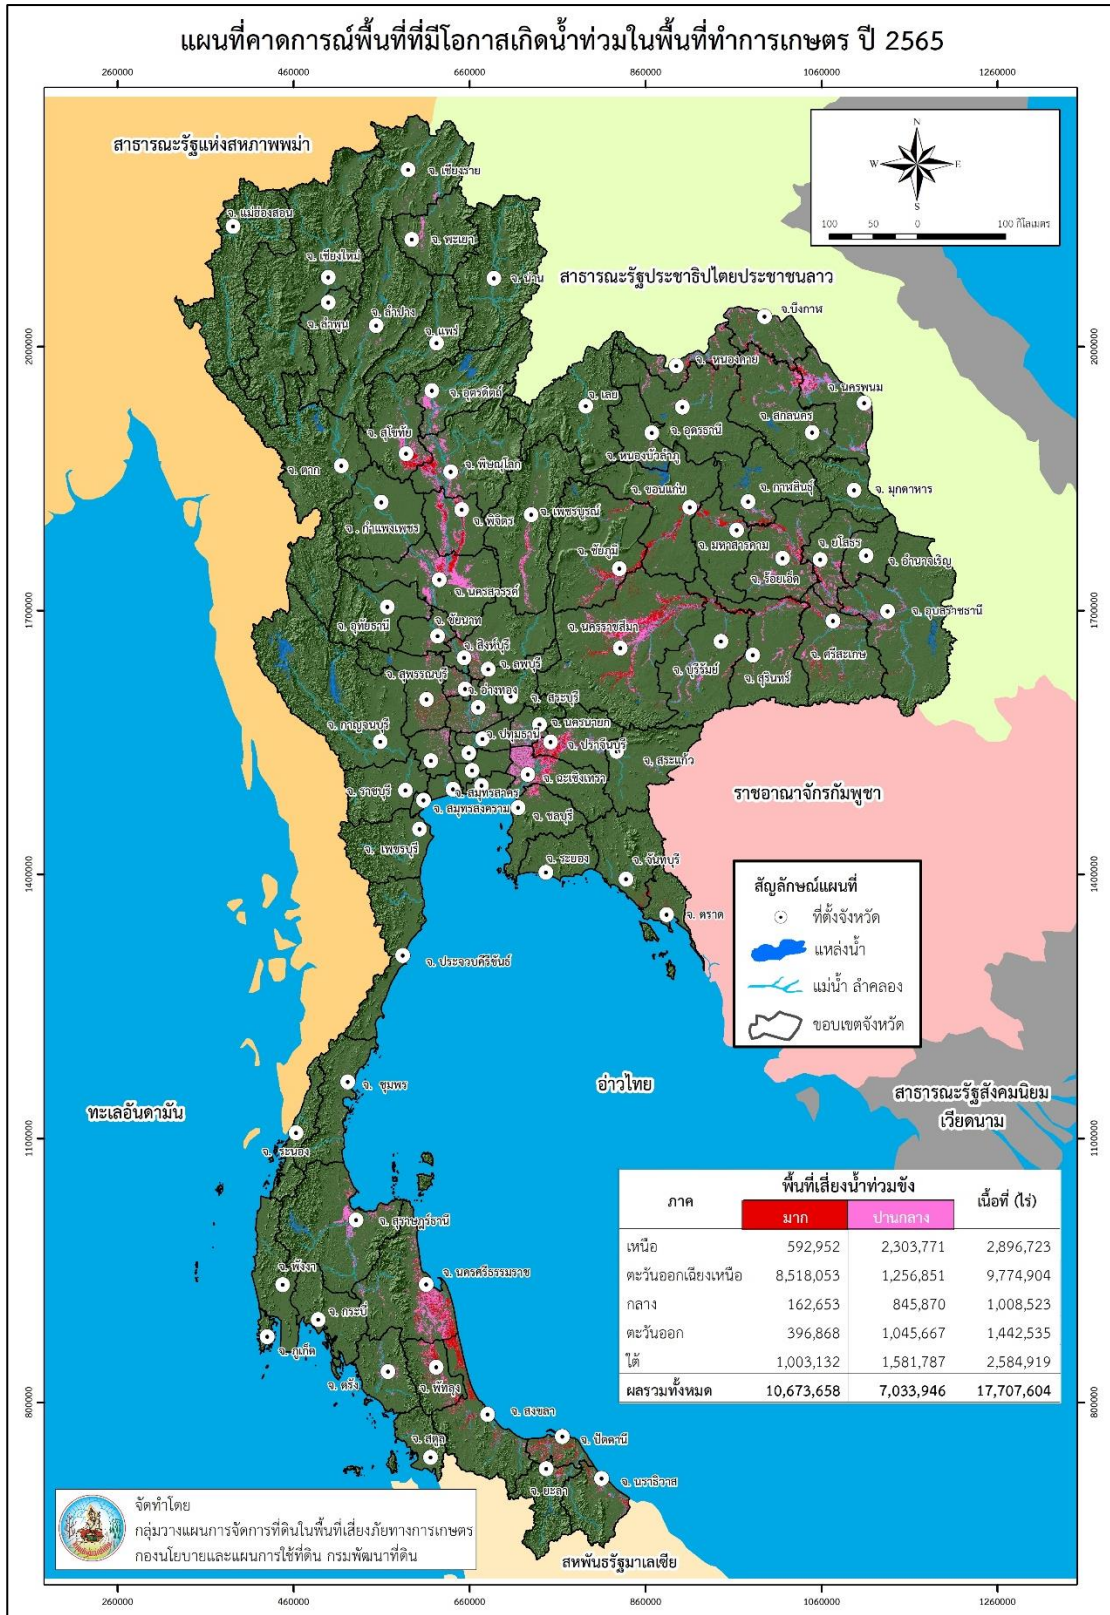 แผนที่คาดการณ์พื้นที่ที่มีโอกาสเกิดน้ำท่วมในพื้นที่ทำการเกษตร ปี 2565
260000 460000 660000 860000 1060000 1260000
สาธารณะรัฐแห่งสหภาพพม่า
N
W E
S
100 50 0 100 กิโลเมตร
จ. เชียงราย
จ. แม่ฮ่องสอน
จ. พะเยา
จ. เชียงใหม่
จ. น่าน
สาธารณะรัฐประชาธิปไตยประชาชนลาว
จ. ลำพูน
จ. ลำปาง
จ. แพร่
จ.บึงกาฬ
2000000 2000000
จ. หนองคาย
จ. อุตรดิตถ์
จ. เลย
จ. นครพนม
จ. สกลนคร
จ. อุดรธานี
จ. สุโขทัย
จ. หนองบัวลำภู
จ. ตาก
จ. พิษณุโลก
จ. ขอนแก่น
จ. กาฬสินธุ์
จ. มุกดาหาร
จ . กำแพงเพชร
จ. พิจิตร
จ. เพชรบูรณ์
จ. มหาสารคาม
จ. ยโสธร
จ. ชัยภูมิ
จ. ร้อยเอ็ด
จ. อำนาจเจริญ
จ. นครสวรรค์
1700000 1700000
จ. อุทัยธานี
จ. ชัยนาท
จ. นครราชสีมา
จ. อุบลราชธานี
จ. สิงห์บุรี
จ. ลพบุรี
จ. บุรีรัมย์
จ. สุรินทร์
จ. ศรีสะเกษ
จ. สุพรรณบุรี
จ. อ่างทอง
จ. สระบุรี
จ. กาญจนบุรี
จ. นครนายก
จ. ปทุมธานี
จ. ปราจีนบุรี
จ. สระแก้ว
จ. ฉะเชิงเทรา
จ. ราชบุรี
จ. สมุทรสาคร
จ. สมุทรสงคราม
จ. ชลบุรี
ราชอาณาจักรกัมพูชา
จ. เพชรบุรี
จ. ระยอง
จ. จันทบุรี
1400000 1400000
จ. ตราด
สัญลักษณ์แผนที่
ที่ตั้งจังหวัด
แหล่งน้ำ
แม่น้ำ ลำคลอง
ขอบเขตจังหวัด
จ. ประจวบคีรีขันธ์
จ. ชุมพร
อ่าวไทย
ทะเลอันดามัน
สาธารณะรัฐสังคมนิยม
เวียดนาม
1100000 1100000
จ. ระนอง
ภาค พื้นที่เสี่ยงน้ำท่วมขัง เนื้อที่ (ไร่)
มาก ปานกลาง
เหนือ 592,952 2,303,771 2,896,723
ตะวันออกเฉียงเหนือ 8,518,053 1,256,851 9,774,904
กลาง 162,653 845,870 1,008,523
ตะวันออก 396,868 1,045,667 1,442,535
ใต้ 1,003,132 1,581,787 2,584,919
ผลรวมทั้งหมด 10,673,658 7,033,946 17,707,604
จ. สุราษฎร์ธานี
จ. พังงา
จ. นครศรีธรรมราช
จ. กระบี่
จ. ภูเก็ต
จ. ตรัง
จ. พัทลุง
800000 800000
จ. สงขลา
จ. สตูล
จ. ปัตตานี
จ. ยะลา
จ. นราธิวาส
สหพันธรัฐมาเลเซีย
จัดทำโดย
กลุ่มวางแผนการจัดการที่ดินในพื้นที่เสี่ยงภัยทางการเกษตร
กองนโยบายและแผนการใช้ที่ดิน กรมพัฒนาที่ดิน
260000 460000 660000 860000 1060000 1260000